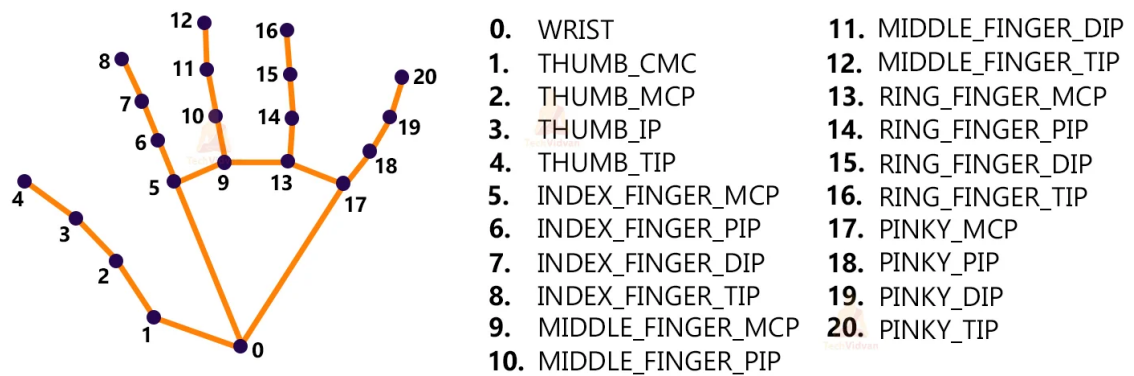 12
16
8
20
11
15
7
10
14
19
6
18
5
9
13
17
4
3
2
1
0
0. WRIST
1. THUMB_CMC
2. THUMB_MCP
3. THUMB_IP
4. THUMB_TIP
5. INDEX_FINGER_MCP
6. INDEX_FINGER_PIP
7. INDEX_FINGER_DIP
8. INDEX_FINGER_TIP
9. MIDDLE_FINGER_MCP
10. MIDDLE_FINGER_PIP
11. MIDDLE_FINGER_DIP
12. MIDDLE_FINGER_TIP
13. RING_FINGER_MCP
14. RING_FINGER_PIP
15. RING_FINGER_DIP
16. RING_FINGER_TIP
17. PINKY_MCP
18. PINKY_PIP
19. PINKY_DIP
20. PINKY_TIP
TechVidvan
TechVidvan
TechVidvan